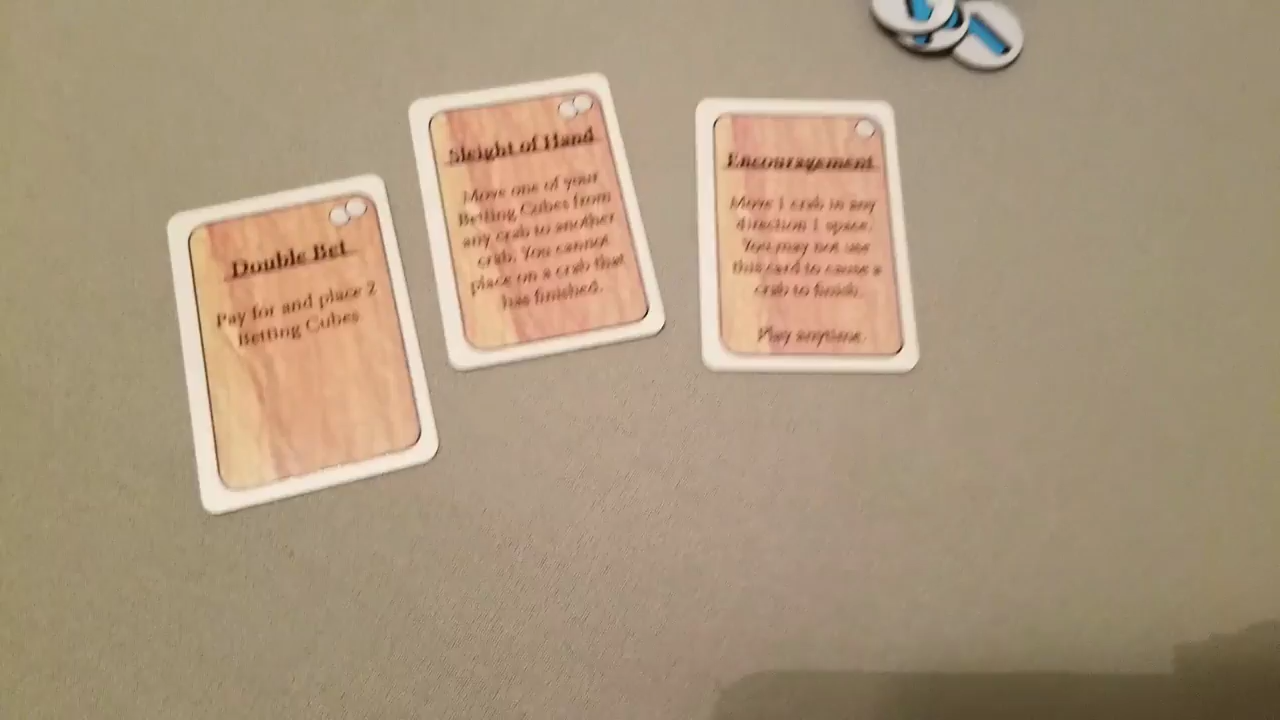 Double Bet
Pay for and place 2
Betting Cubes
Sleight of Hand
Move one of your
Betting Cubes from
any crab to another
crab. You cannot
place on a crab that
has finished.
Encouragement
Move 1 crab in any
direction 1 space.
You may not use
this card to cause a
crab to finish.
Play anytime.
1